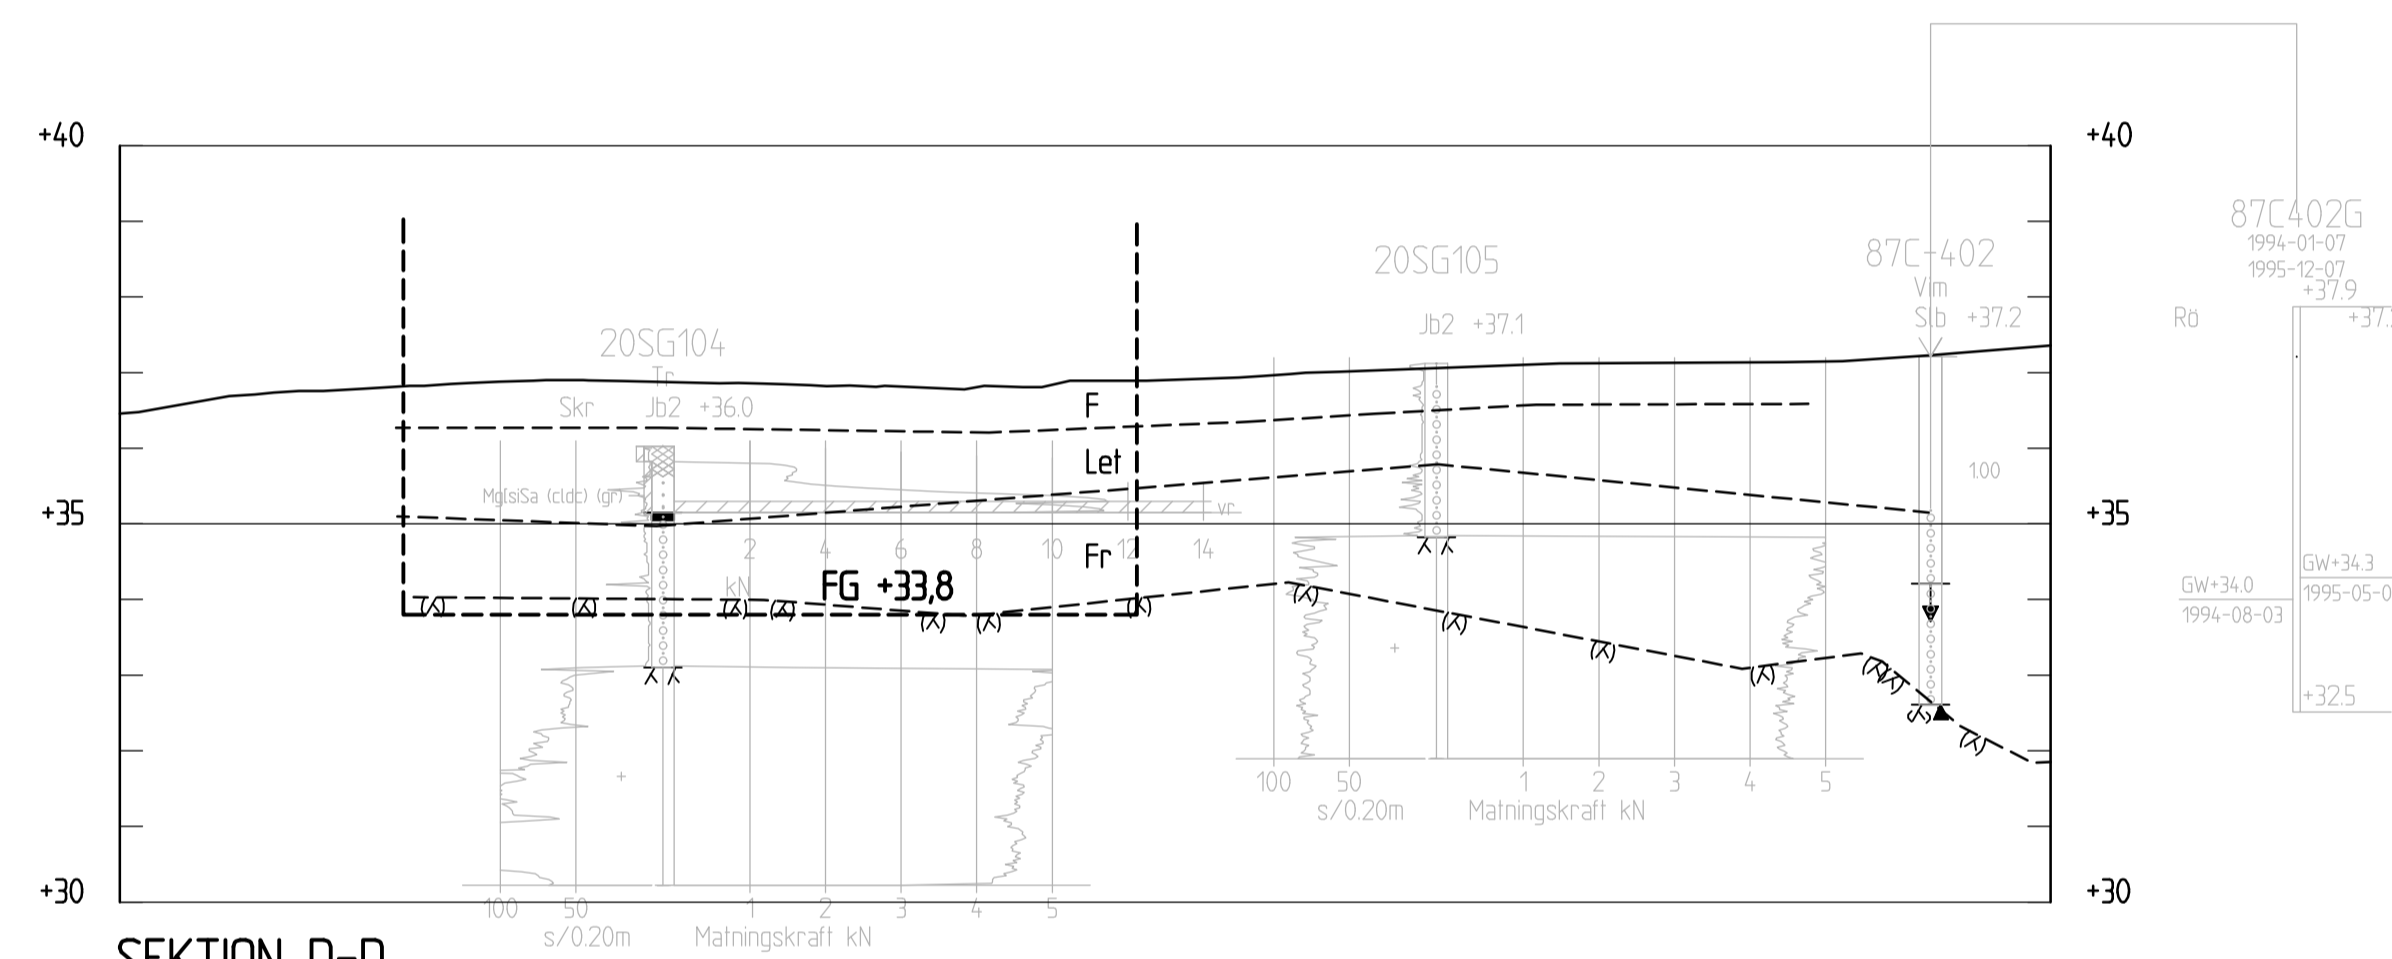 +40
+40
87C402G
1994-01-07
1995-12-07
+37.9
20SG105
87C-402
Vim
Slb +37.2
Rö
Jb2 +37.1
20SG104
Tr
Skr Jb2 +36.0
F
Let
1.00
Mg[siSa (cldc) (gr)
vr
+35
+35
2 4 6 8 10 12 14
kN
Fr
FG +33,8
GW+34.3
GW+34.0
1994-08-03
+32.5
100 50 1 2 3 4 5
s/0.20m Matningskraft kN
+30
+30
100 50 1 2 3 4 5
s/0.20m Matningskraft kN
SEKTION D-D